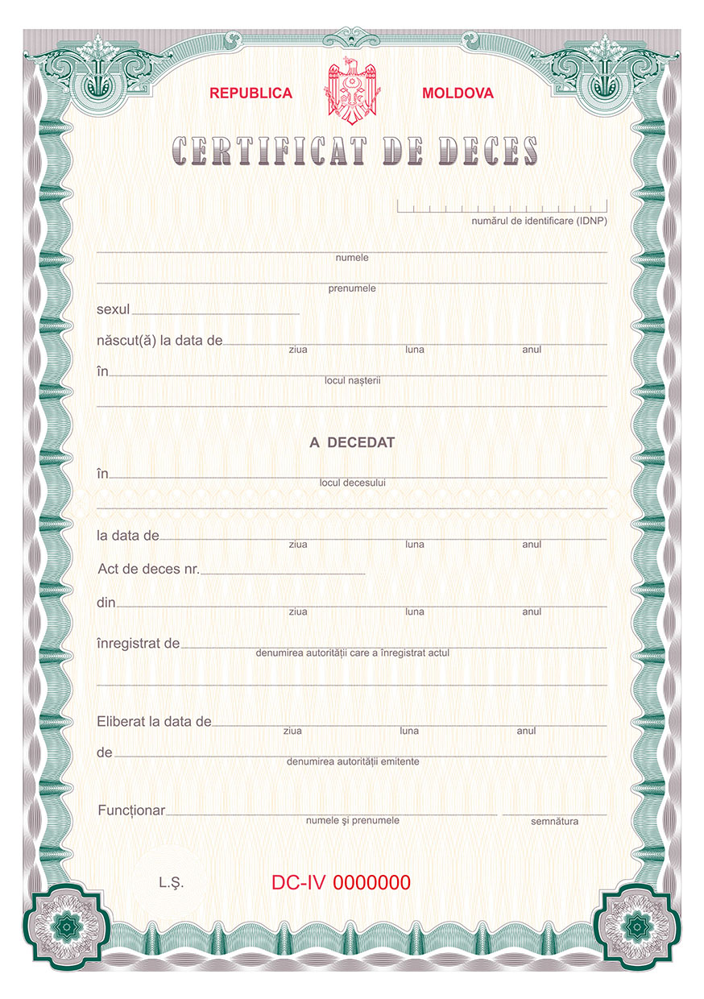 REPUBLICA MOLDOVA
CERTIFICAT DE DECES
numărul de identificare (IDNP)
numele
prenumele
sexul
născut(ă) la data de
ziua luna anul
în
locul nașterii
A DECEDAT
în
locul decesului
la data de
ziua luna anul
Act de deces nr.
din
ziua luna anul
înregistrat de
denumirea autorității care a înregistrat actul
Eliberat la data de
ziua luna anul
de
denumirea autorității emitente
Funcționar
numele şi prenumele semnătura
L.Ş. DC-IV 0000000